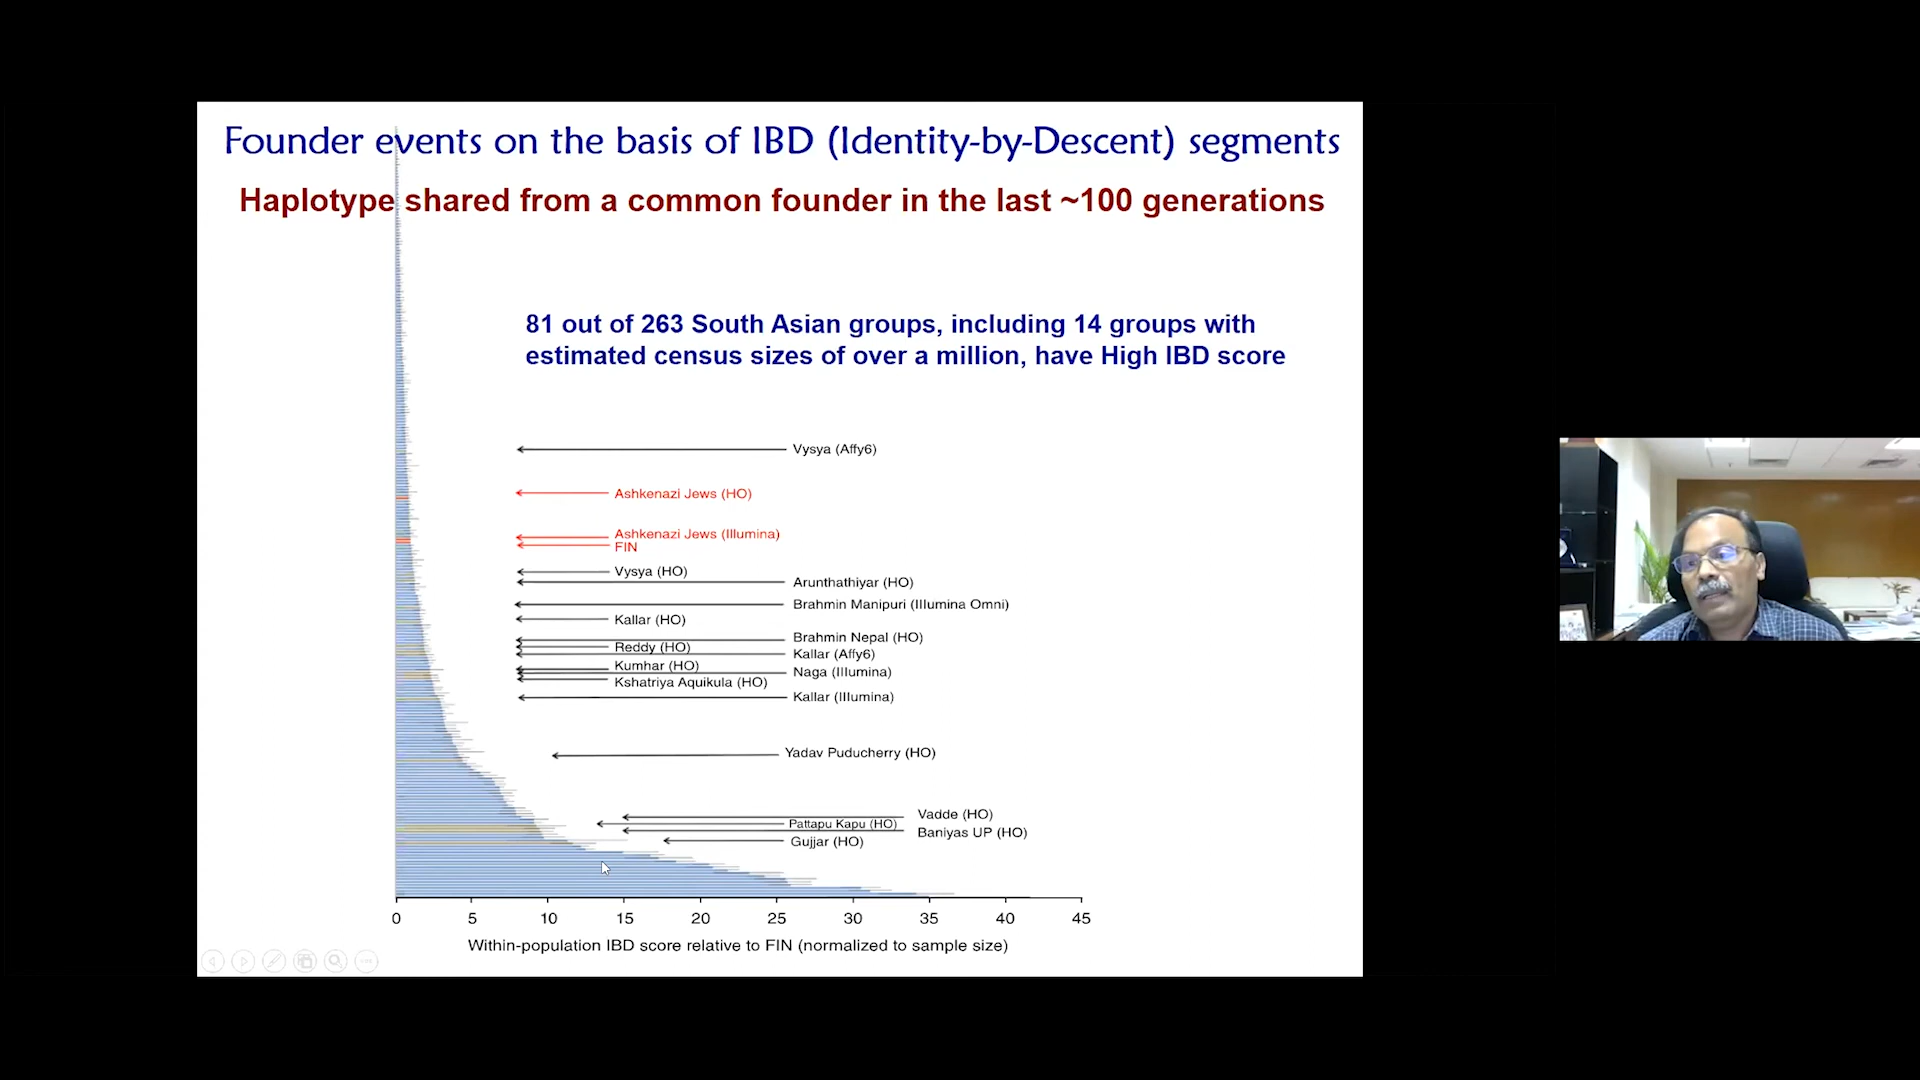 Founder events on the basis of IBD (Identity-by-Descent) segments
Haplotype shared from a common founder in the last ~100 generations
81 out of 263 South Asian groups, including 14 groups with
estimated census sizes of over a million, have High IBD score
Vysya (Affy6)
Ashkenazi Jews (HO)
Ashkenazi Jews (Illumina)
FIN
Vysya (HO)
Arunthathiyar (HO)
Brahmin Manipuri (Illumina Omni)
Kallar (HO)
Brahmin Nepal (HO)
Reddy (HO)
Kallar (Affy6)
Kumhar (HO)
Naga (Illumina)
Kshatriya Aquikula (HO)
Kallar (Illumina)
Yadav Puducherry (HO)
Vadde (HO)
Pattapu Kapu (HO)
Baniyas UP (HO)
Gujjar (HO)
0 5 10 15 20 25 30 35 40 45
Within-population IBD score relative to FIN (normalized to sample size)